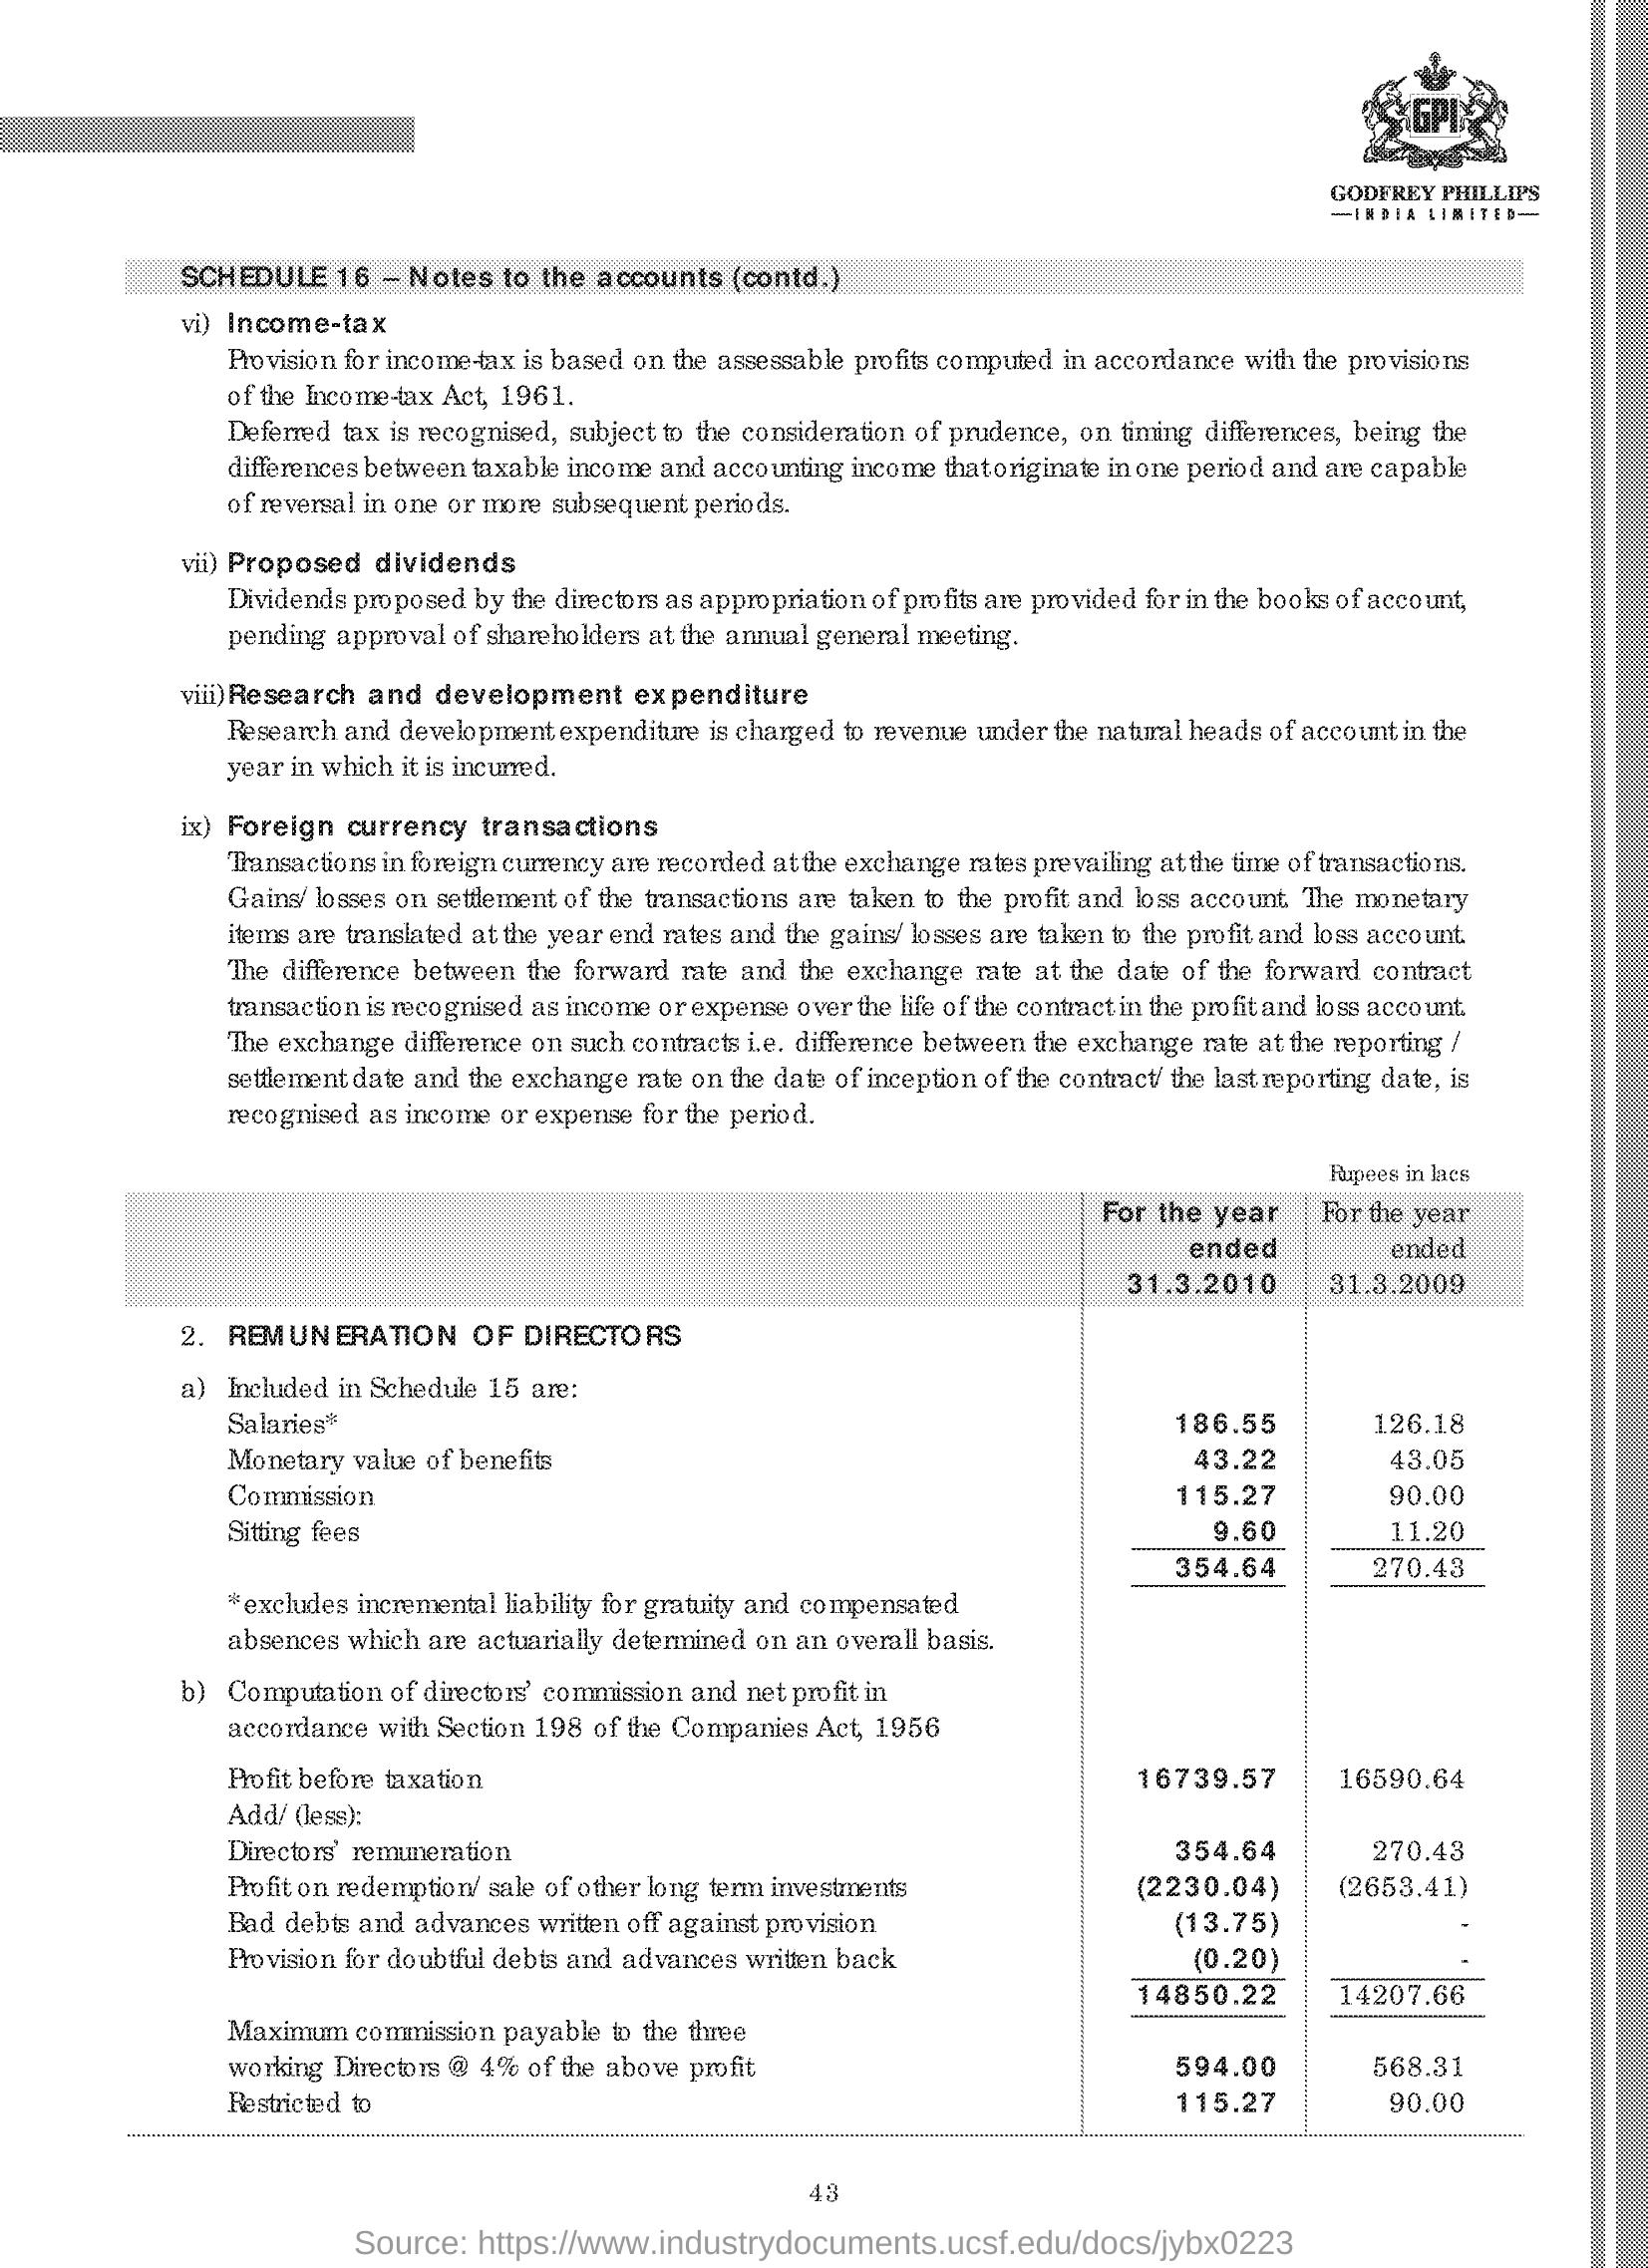 GPI
GODFREY PHILLIPS
INDIA LIMITED
SCHEDULE 16 – Notes to the accounts (contd.)
vi) Income-tax
Provision for income-tax is based on the assessable profits computed in accordance with the provisions
of the Income-tax Act, 1961.
Deferred tax is recognised, subject to the consideration of prudence, on timing differences, being the
differences between taxable income and accounting income that originate in one period and are capable
of reversal in one or more subsequent periods.
vii) Proposed dividends
Dividends proposed by the directors as appropriation of profits are provided for in the books of account,
pending approval of shareholders at the annual general meeting.
viii) Research and development expenditure
Research and development expenditure is charged to revenue under the natural heads of account in the
year in which it is incurred.
ix) Foreign currency transactions
Transactions in foreign currency are recorded at the exchange rates prevailing at the time of transactions.
Gains/ losses on settlement of the transactions are taken to the profit and loss account. The monetary
items are translated at the year end rates and the gains/ losses are taken to the profit and loss account.
The difference between the forward rate and the exchange rate at the date of the forward contract
transaction is recognised as income or expense over the life of the contract in the profit and loss account.
The exchange difference on such contracts i.e. difference between the exchange rate at the reporting /
settlement date and the exchange rate on the date of inception of the contract/ the last reporting date, is
recognised as income or expense for the period.
Rupees in lacs
For the year For the year
ended ended
31.3.2010 31.3.2009
2. REMUNERATION OF DIRECTORS
a) Included in Schedule 15 are:
Salaries* 186.55 126.18
Monetary value of benefits 43.22 43.05
Commission 115.27 90.00
Sitting fees 9.60 11.20
354.64 270.43
*excludes incremental liability for gratuity and compensated
absences which are actuarially determined on an overall basis.
b) Computation of directors' commission and net profit in
accordance with Section 198 of the Companies Act, 1956
Profit before taxation 16739.57 16590.64
Add/ (less):
Directors' remuneration 354.64 270.43
Profit on redemption/ sale of other long term investments (2230.04) (2653.41)
Bad debts and advances written off against provision (13.75) -
Provision for doubtful debts and advances written back (0.20) -
14850.22 14207.66
Maximum commission payable to the three
working Directors @ 4% of the above profit 594.00 568.31
Restricted to 115.27 90.00
43
Source: https://www.industrydocuments.ucsf.edu/docs/jybx0223